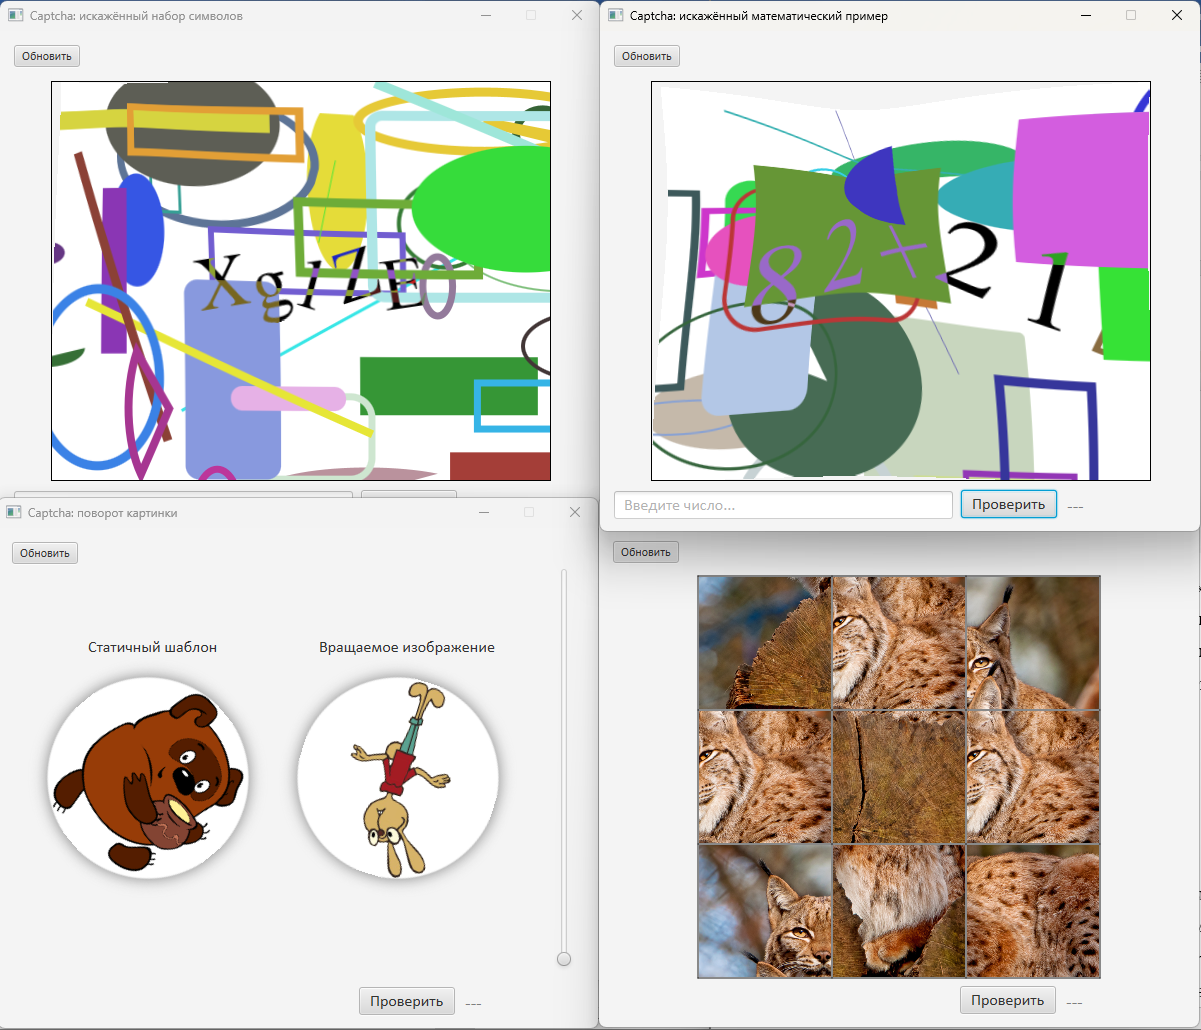 Captcha: искажённый набор символов
Обновить
Xg1ZE0
Captcha: искажённый математический пример
Обновить
82+21
Введите число...
Проверить
---
Captcha: поворот картинки
Обновить
Статичный шаблон
Вращаемое изображение
Проверить
---
Обновить
Проверить
---